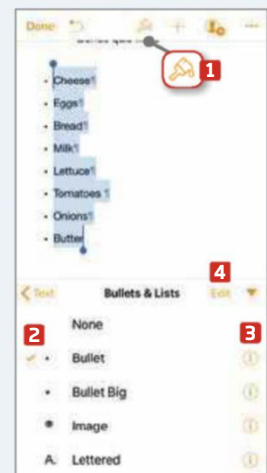 Done
1
• Cheese¶
• Eggs¶
• Bread¶
• Milk¶
• Lettuce¶
• Tomatoes ¶
• Onions¶
• Butter
4
Text
Bullets & Lists
Edit
None
2
• Bullet
3
• Bullet Big
• Image
A. Lettered